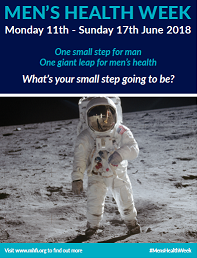 MEN'S HEALTH WEEK
Monday 11th - Sunday 17th June 2018
One small step for man
One giant leap for men's health
What's your small step going to be?
Visit www.mhfi.org to find out more #MensHealthWeek